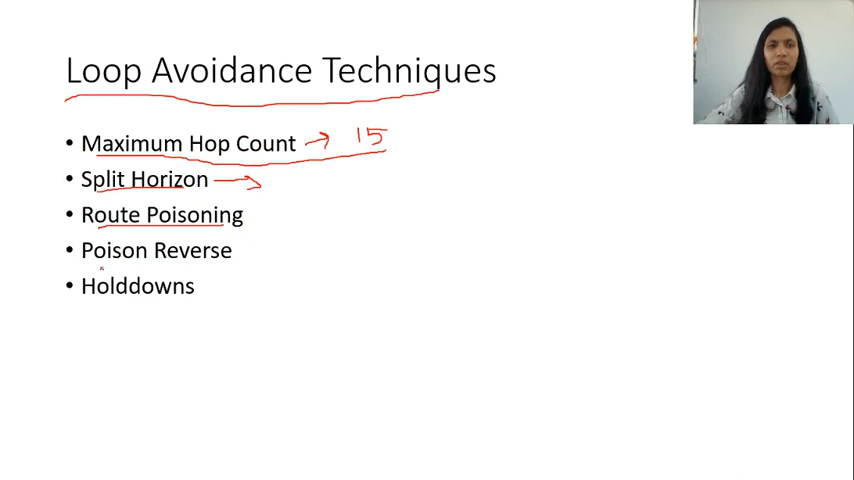 Loop Avoidance Techniques
• Maximum Hop Count → 15
• Split Horizon →
• Route Poisoning
• Poison Reverse
• Holddowns